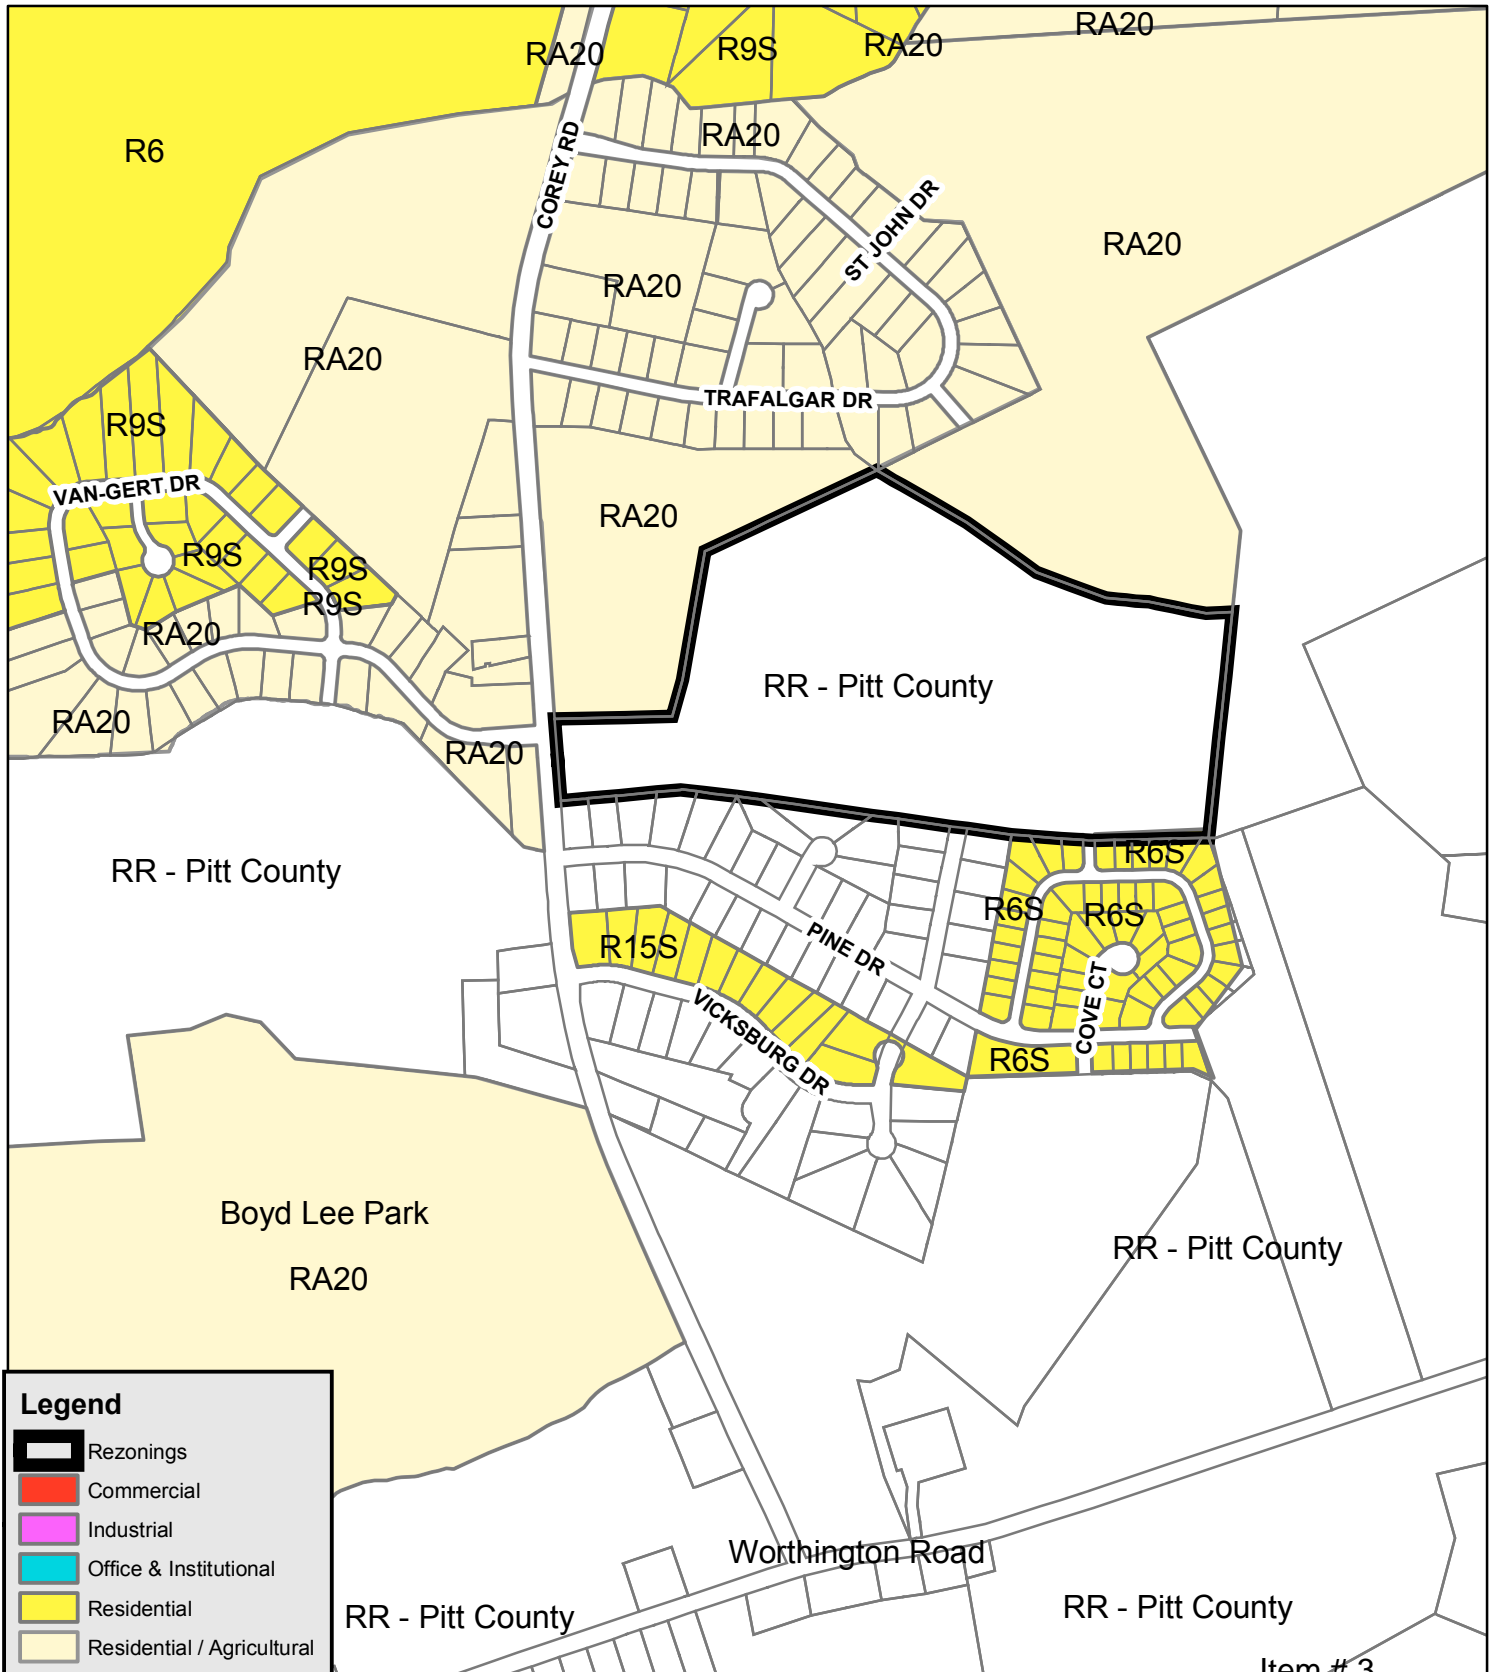 RA20
RA20
R9S
RA20
R6
COREY RD
RA20
ST JOHN DR
RA20
RA20
RA20
TRAFALGAR DR
R9S
VAN-GERT DR
RA20
R9S
R9S
R9S
RA20
RR - Pitt County
RA20
RA20
RR - Pitt County
R6S
R6S
R6S
R15S
PINE DR
COVE CT
VICKSBURG DR
R6S
Boyd Lee Park
RA20
RR - Pitt County
Legend
Rezonings
Commercial
Industrial
Office & Institutional
Residential
Residential / Agricultural
Worthington Road
RR - Pitt County
RR - Pitt County
Item # 3